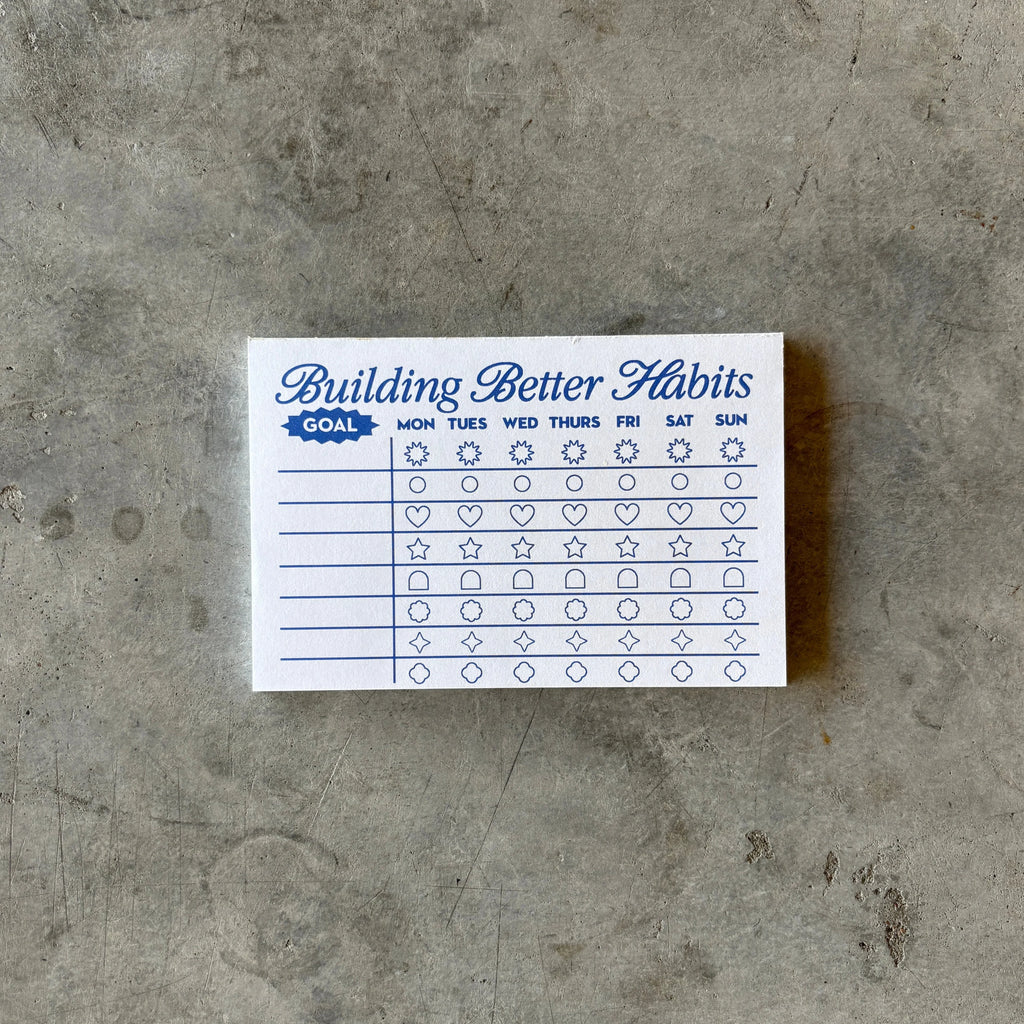 Building Better Habits
GOAL MON TUES WED THURS FRI SAT SUN